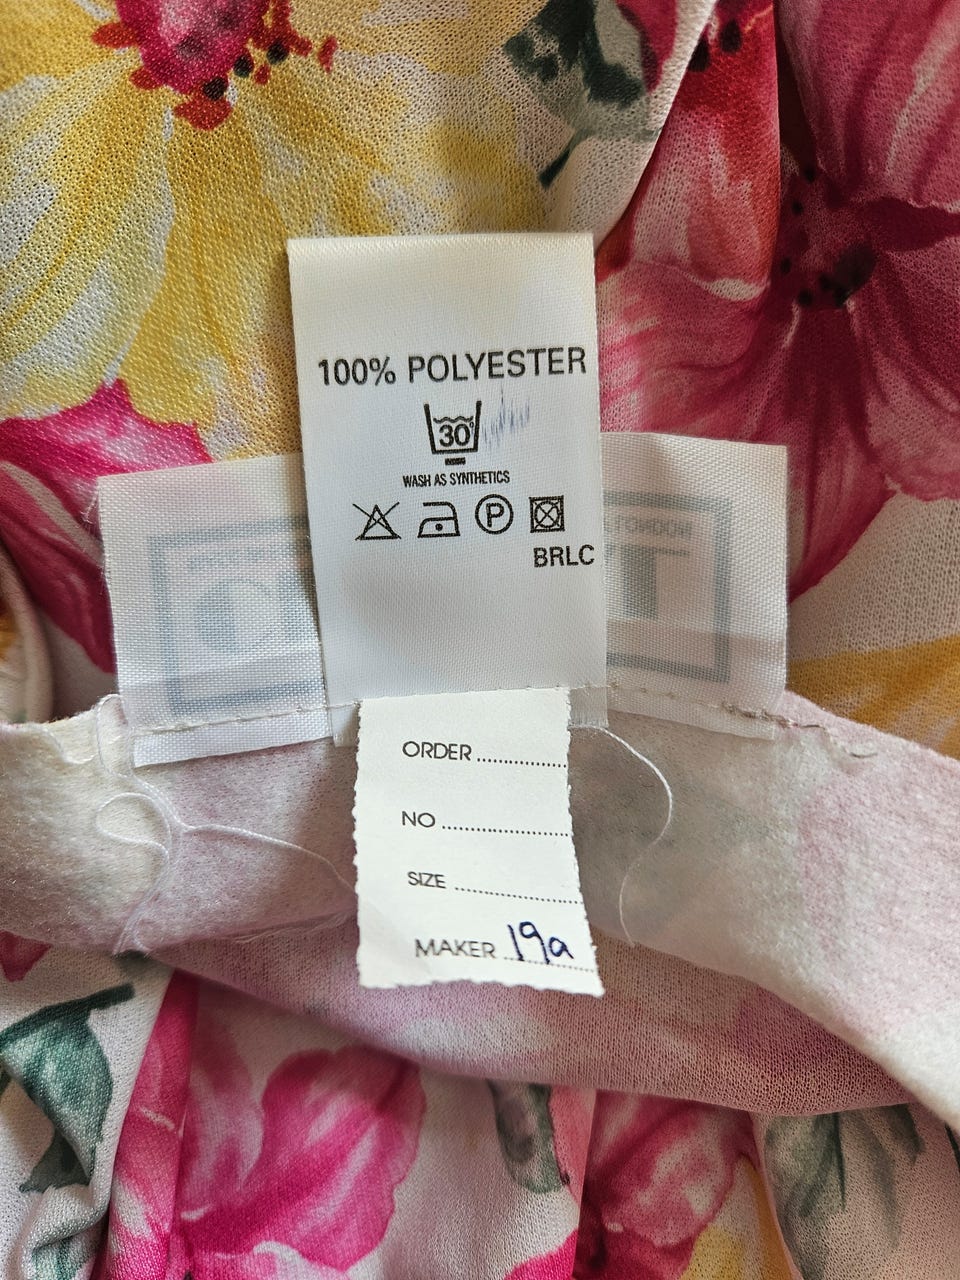 100% POLYESTER
30°
WASH AS SYNTHETICS
P
BRLC
ORDER ....................
NO ..........................
SIZE ........................
MAKER 19a